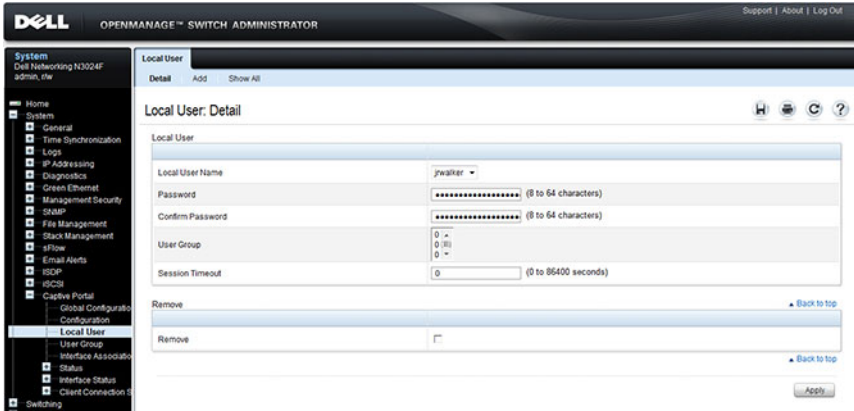 Support | About | Log Out
DELL OPENMANAGE™ SWITCH ADMINISTRATOR
System
Dell Networking N3024F
admin, r/w
Home
System
General
Time Synchronization
Logs
IP Addressing
Diagnostics
Green Ethernet
Management Security
SNMP
File Management
Stack Management
sFlow
Email Alerts
ISDP
iSCSI
Captive Portal
Global Configuratio
Configuration
Local User
User Group
Interface Associatio
Status
Interface Status
Client Connection S
Switching
Local User
Detail Add Show All
Local User: Detail
Local User
Local User Name jrwalker
Password •••••••••••••••••• (8 to 64 characters)
Confirm Password •••••••••••••••••• (8 to 64 characters)
User Group 0
0
0
Session Timeout 0 (0 to 86400 seconds)
Remove Back to top
Remove
Back to top
Apply